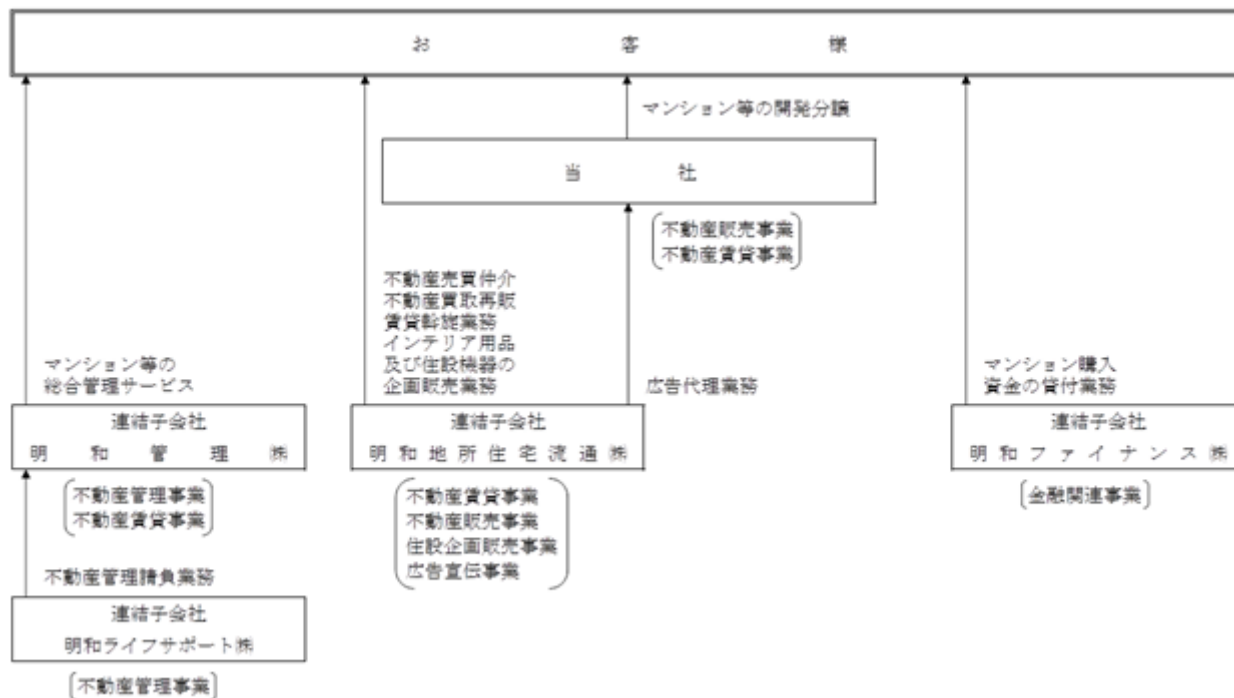 お客様
マンション等の開発分譲
当社
不動産販売事業
不動産賃貸事業
不動産売買仲介
不動産買取再販
賃貸斡旋業務
インテリア用品
及び住設機器の
企画販売業務
マンション等の
総合管理サービス
広告代理業務
マンション購入
資金の貸付業務
連結子会社
明和管理㈱
連結子会社
明和地所住宅流通㈱
連結子会社
明和ファイナンス㈱
不動産管理事業
不動産賃貸事業
不動産賃貸事業
不動産販売事業
住設企画販売事業
広告宣伝事業
金融関連事業
不動産管理請負業務
連結子会社
明和ライフサポート㈱
不動産管理事業